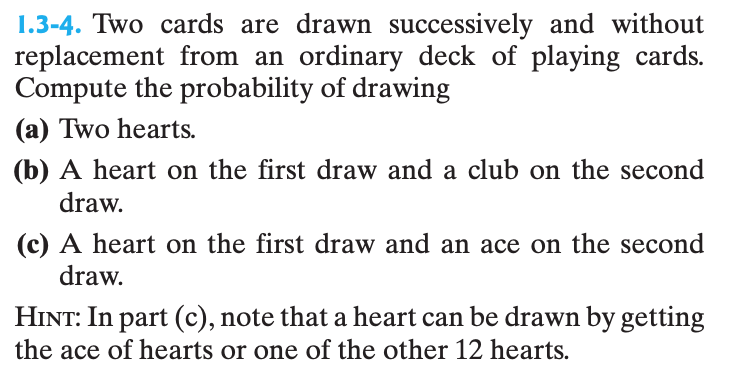 1.3-4. Two cards are drawn successively and without
replacement from an ordinary deck of playing cards.
Compute the probability of drawing
(a) Two hearts.
(b) A heart on the first draw and a club on the second
draw.
(c) A heart on the first draw and an ace on the second
draw.
HINT: In part (c), note that a heart can be drawn by getting
the ace of hearts or one of the other 12 hearts.